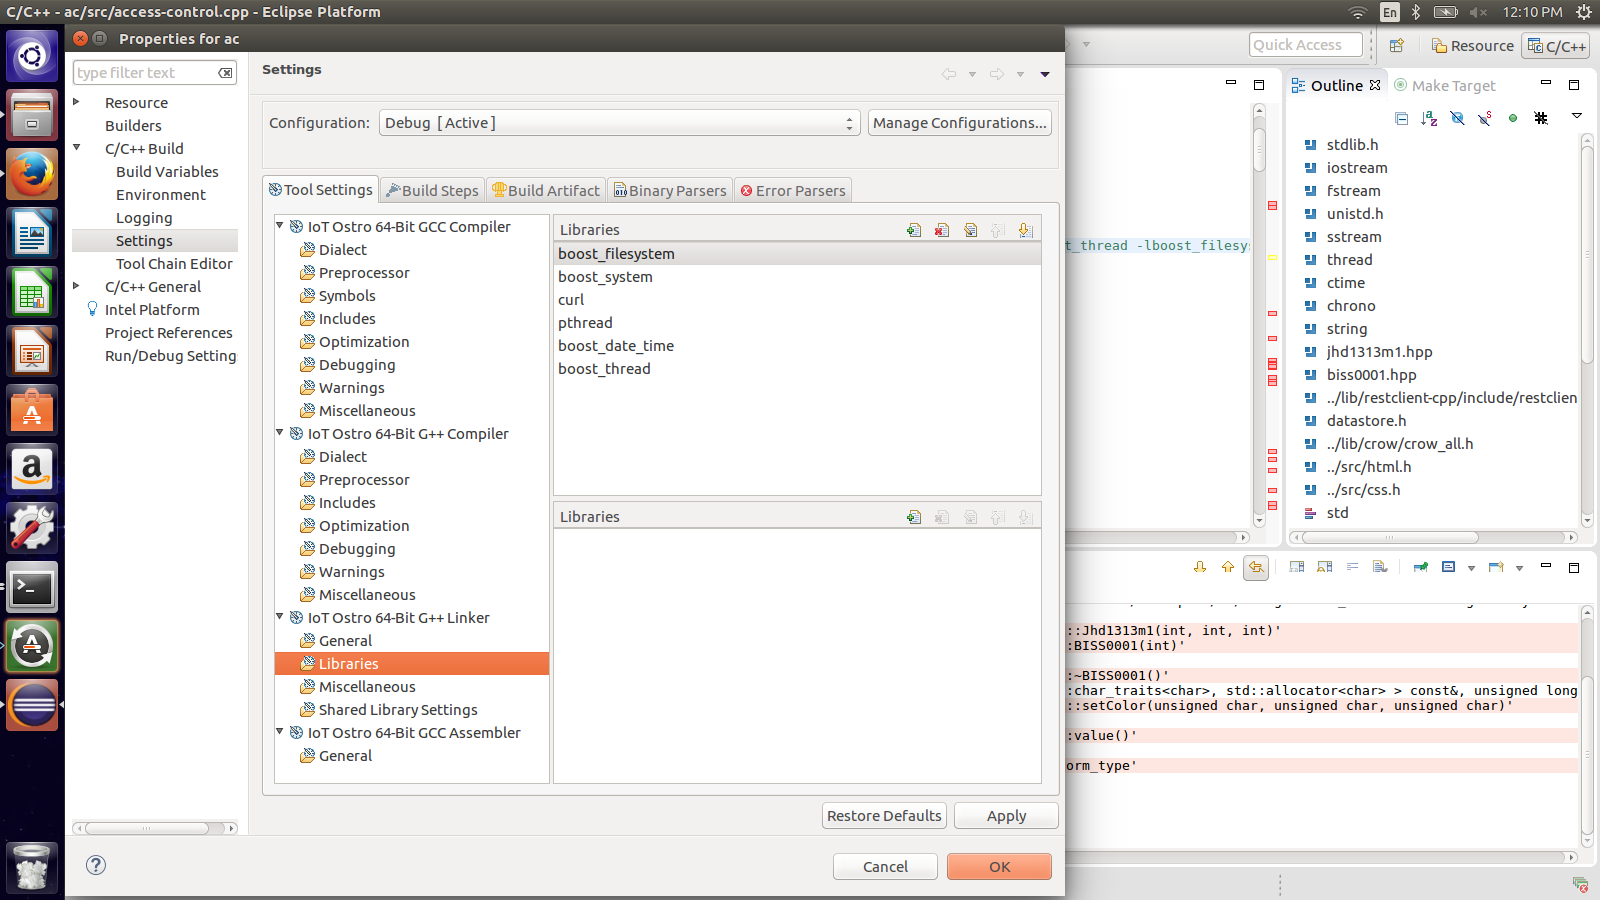 C/C++ - ac/src/access-control.cpp - Eclipse Platform
En
12:10 PM
Properties for ac
type filter text
Resource
Builders
C/C++ Build
Build Variables
Environment
Logging
Settings
Tool Chain Editor
C/C++ General
Intel Platform
Project References
Run/Debug Setting
Settings
Configuration:
Debug [Active]
Manage Configurations...
Tool Settings
Build Steps
Build Artifact
Binary Parsers
Error Parsers
IoT Ostro 64-Bit GCC Compiler
Dialect
Preprocessor
Symbols
Includes
Optimization
Debugging
Warnings
Miscellaneous
IoT Ostro 64-Bit G++ Compiler
Dialect
Preprocessor
Includes
Optimization
Debugging
Warnings
Miscellaneous
IoT Ostro 64-Bit G++ Linker
General
Libraries
Miscellaneous
Shared Library Settings
IoT Ostro 64-Bit GCC Assembler
General
Libraries
boost_filesystem
boost_system
curl
pthread
boost_date_time
boost_thread
Libraries
Restore Defaults
Apply
Cancel
OK
Quick Access
Resource
C/C++
t_thread -lboost_filesy
Outline
Make Target
stdlib.h
iostream
fstream
unistd.h
sstream
thread
ctime
chrono
string
jhd1313m1.hpp
biss0001.hpp
../lib/restclient-cpp/include/restclien
datastore.h
../lib/crow/crow_all.h
../src/html.h
../src/css.h
std
::Jhd1313m1(int, int, int)'
:BISS0001(int)'
:~BISS0001()'
:char_traits<char>, std::allocator<char> > const&, unsigned long
::setColor(unsigned char, unsigned char, unsigned char)'
:value()'
orm_type'